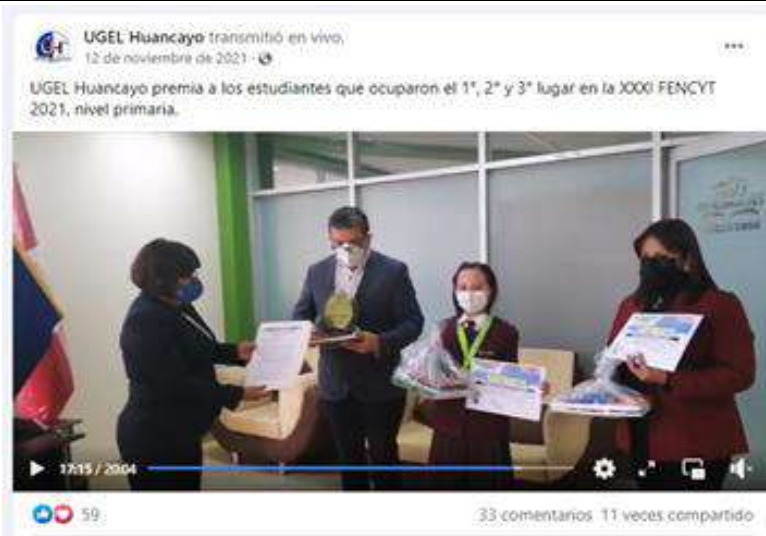 UGEL Huancayo transmitió en vivo.
12 de noviembre de 2021
UGEL Huancayo premia a los estudiantes que ocuparon el 1°, 2° y 3° lugar en la XXXI FENCYT
2021, nivel primaria.
17:15 / 20:04
59
33 comentarios 11 veces compartido